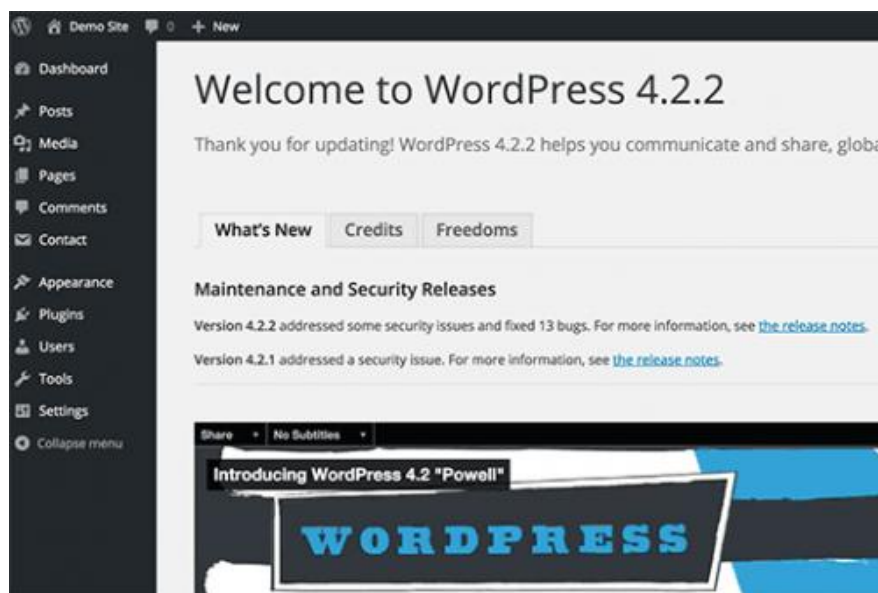 Demo Site 0 + New
Dashboard
Posts
Media
Pages
Comments
Contact
Appearance
Plugins
Users
Tools
Settings
Collapse menu
Welcome to WordPress 4.2.2
Thank you for updating! WordPress 4.2.2 helps you communicate and share, globa
What's New Credits Freedoms
Maintenance and Security Releases
Version 4.2.2 addressed some security issues and fixed 13 bugs. For more information, see the release notes.
Version 4.2.1 addressed a security issue. For more information, see the release notes.
Share No Subtitles
Introducing WordPress 4.2 "Powell"
WORDPRESS